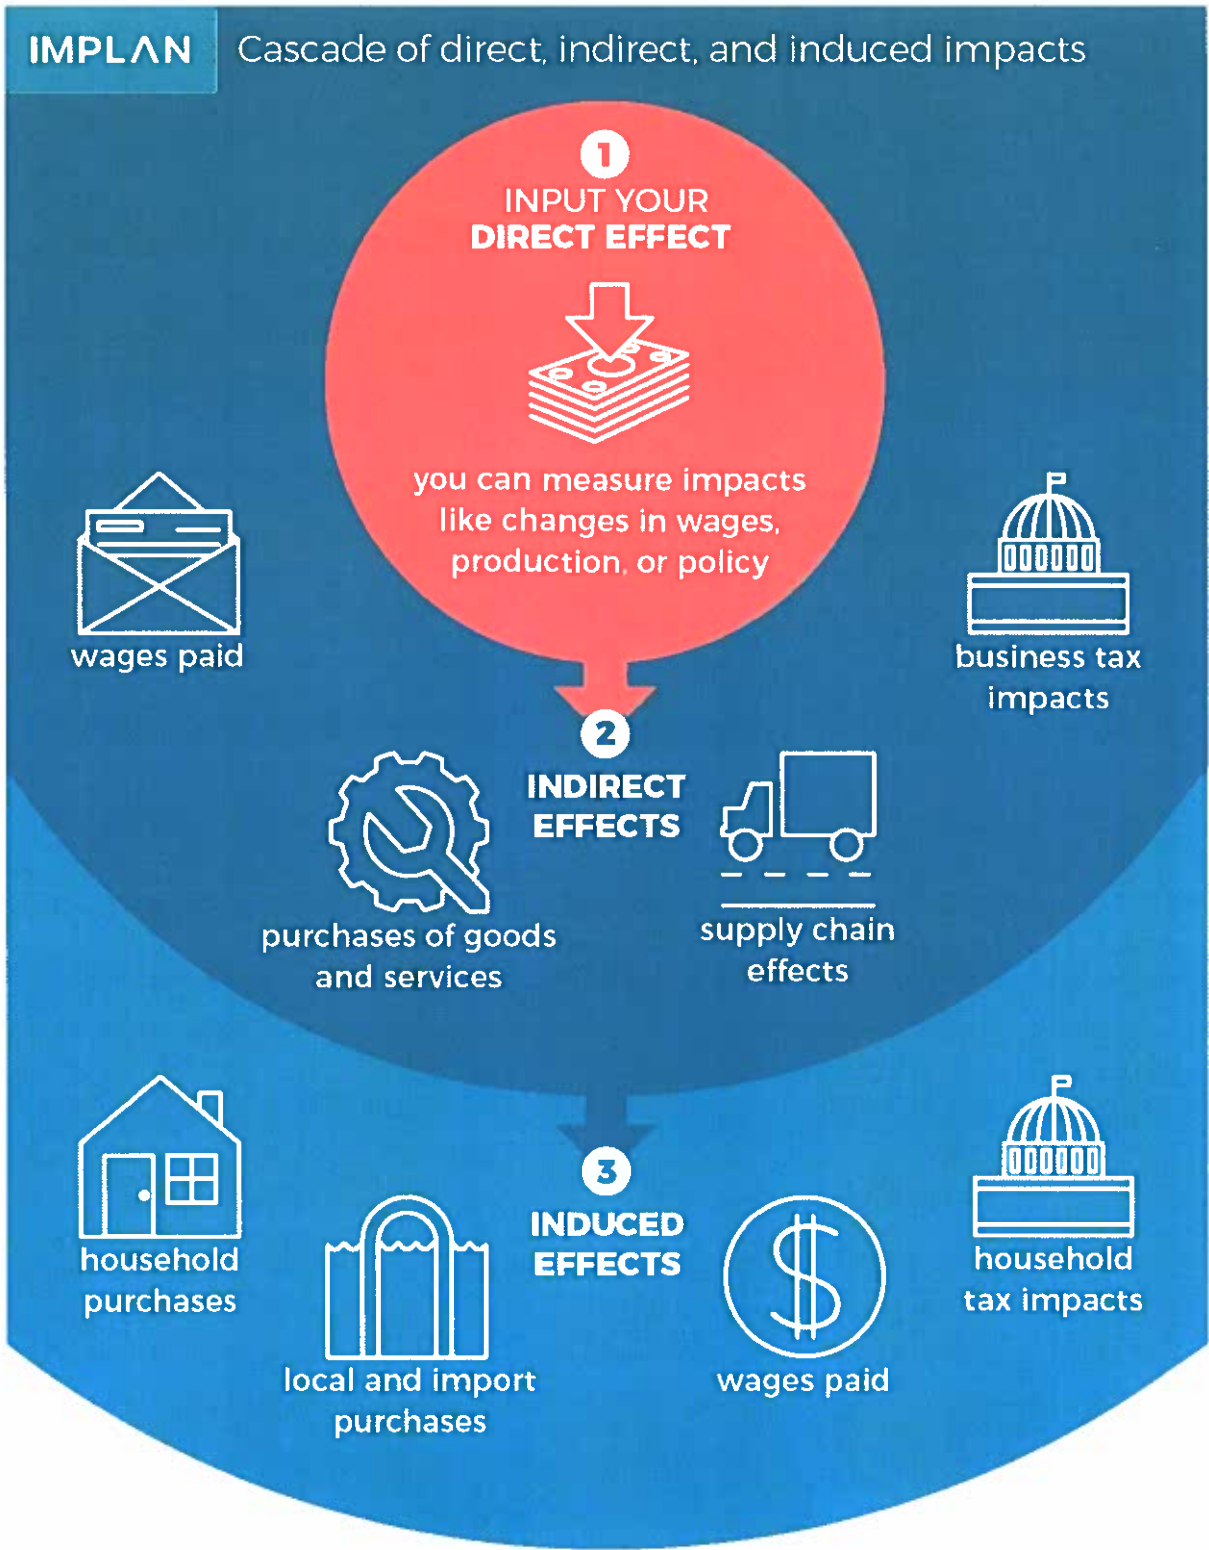 IMPLAN
Cascade of direct, indirect, and induced impacts
1
INPUT YOUR
DIRECT EFFECT
you can measure impacts
like changes in wages,
production, or policy
wages paid
business tax
impacts
2
INDIRECT
EFFECTS
purchases of goods
and services
supply chain
effects
3
INDUCED
EFFECTS
household
purchases
local and import
purchases
wages paid
household
tax impacts